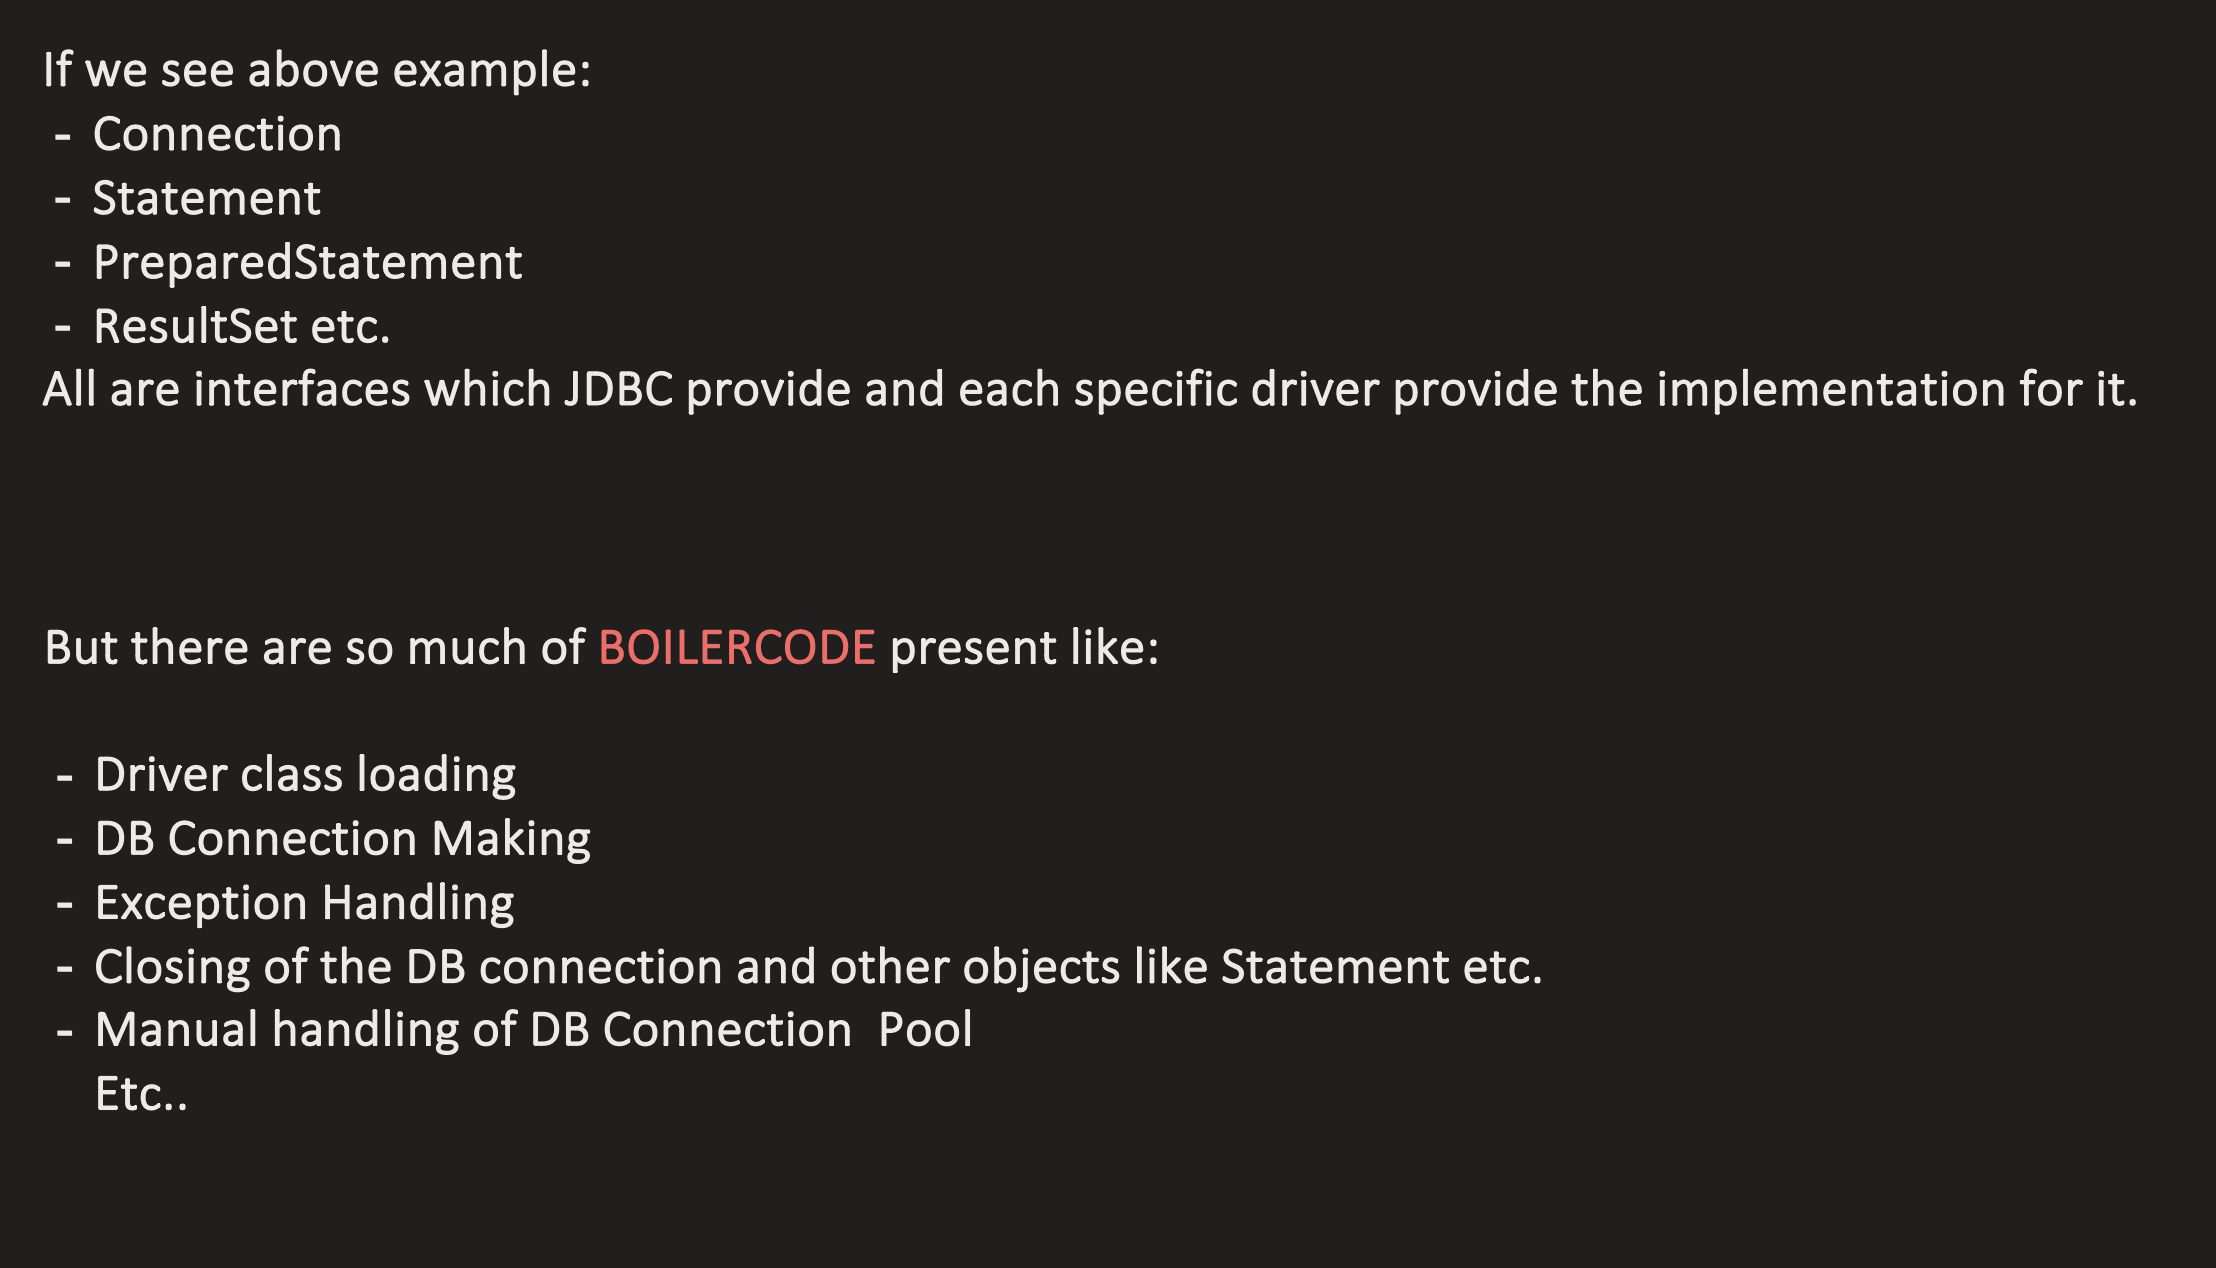 If we see above example:
- Connection
- Statement
- PreparedStatement
- ResultSet etc.
All are interfaces which JDBC provide and each specific driver provide the implementation for it.
But there are so much of BOILERCODE present like:
- Driver class loading
- DB Connection Making
- Exception Handling
- Closing of the DB connection and other objects like Statement etc.
- Manual handling of DB Connection  Pool
Etc..